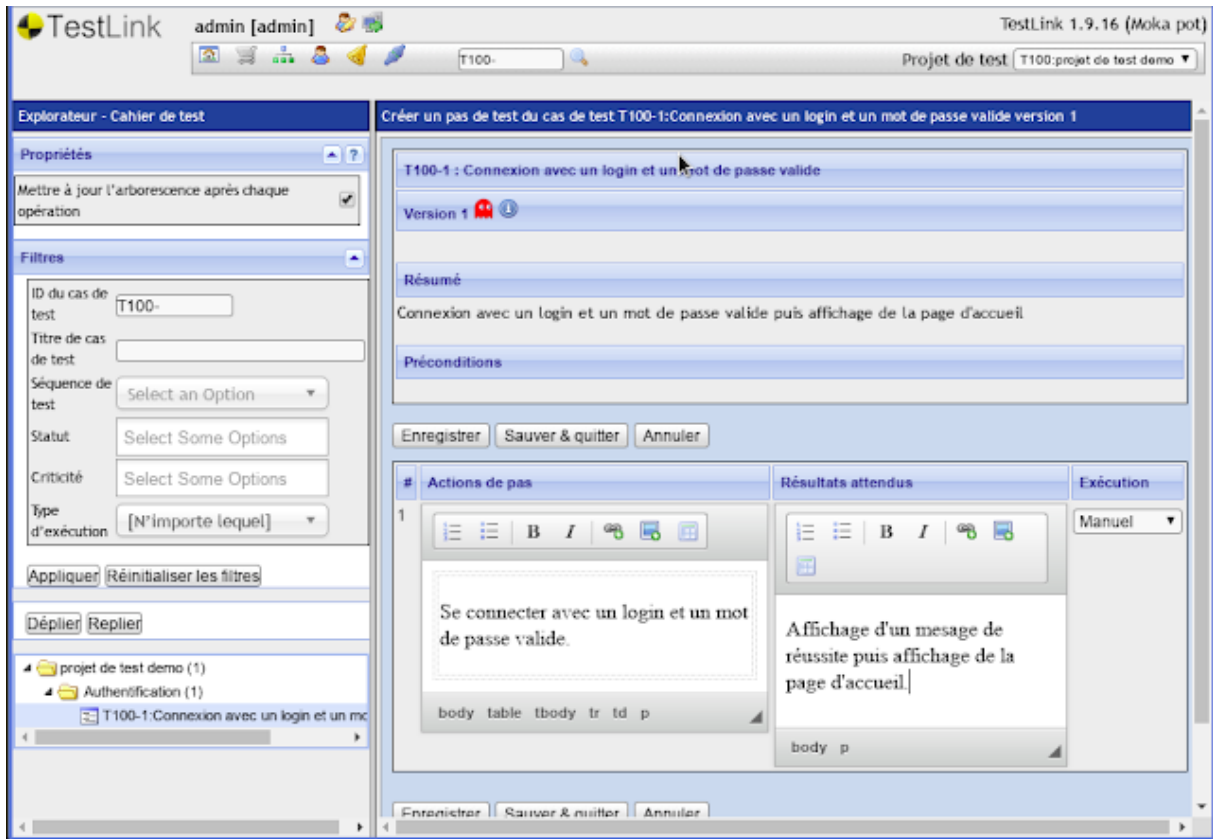 TestLink admin [admin] TestLink 1.9.16 (Moka pot)
T100- Projet de test T100:projet de test demo
Explorateur - Cahier de test
Propriétés ?
Mettre à jour l'arborescence après chaque
opération
Filtres
ID du cas de
test T100-
Titre de cas
de test
Séquence de
test Select an Option
Statut Select Some Options
Criticité Select Some Options
Type
d'exécution [N'importe lequel]
Appliquer Réinitialiser les filtres
Déplier Replier
projet de test demo (1)
Authentification (1)
T100-1:Connexion avec un login et un mo
Créer un pas de test du cas de test T100-1:Connexion avec un login et un mot de passe valide version 1
T100-1 : Connexion avec un login et un mot de passe valide
Version 1
Résumé
Connexion avec un login et un mot de passe valide puis affichage de la page d'accueil
Préconditions
Enregistrer Sauver & quitter Annuler
# Actions de pas Résultats attendus Exécution
1 B I B I Manuel
Se connecter avec un login et un mot
de passe valide.
body table tbody tr td p
Affichage d'un mesage de
réussite puis affichage de la
page d'accueil.
body p
Enregistrer Sauver & quitter Annuler